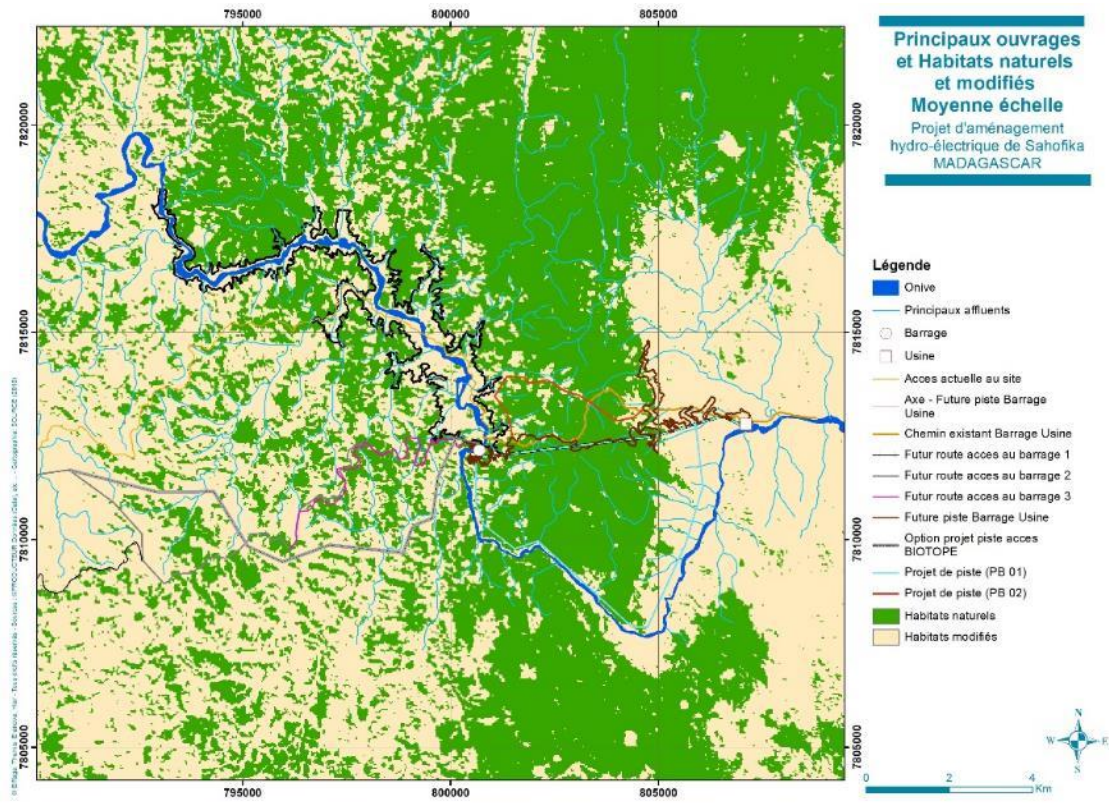 795000 800000 805000
Principaux ouvrages
et Habitats naturels
et modifiés
Moyenne échelle
Projet d'aménagement
hydro-électrique de Sahofika
MADAGASCAR
7820000 7820000
7815000 7815000
7810000 7810000
7805000 7805000
Légende
Onive
Principaux affluents
Barrage
Usine
Acces actuelle au site
Axe - Future piste Barrage
Usine
Chemin existant Barrage Usine
Futur route acces au barrage 1
Futur route acces au barrage 2
Futur route acces au barrage 3
Future piste Barrage Usine
Option projet piste acces
BIOTOPE
Projet de piste (PB 01)
Projet de piste (PB 02)
Habitats naturels
Habitats modifiés
N
W E
S
0 2 4
Km
795000 800000 805000